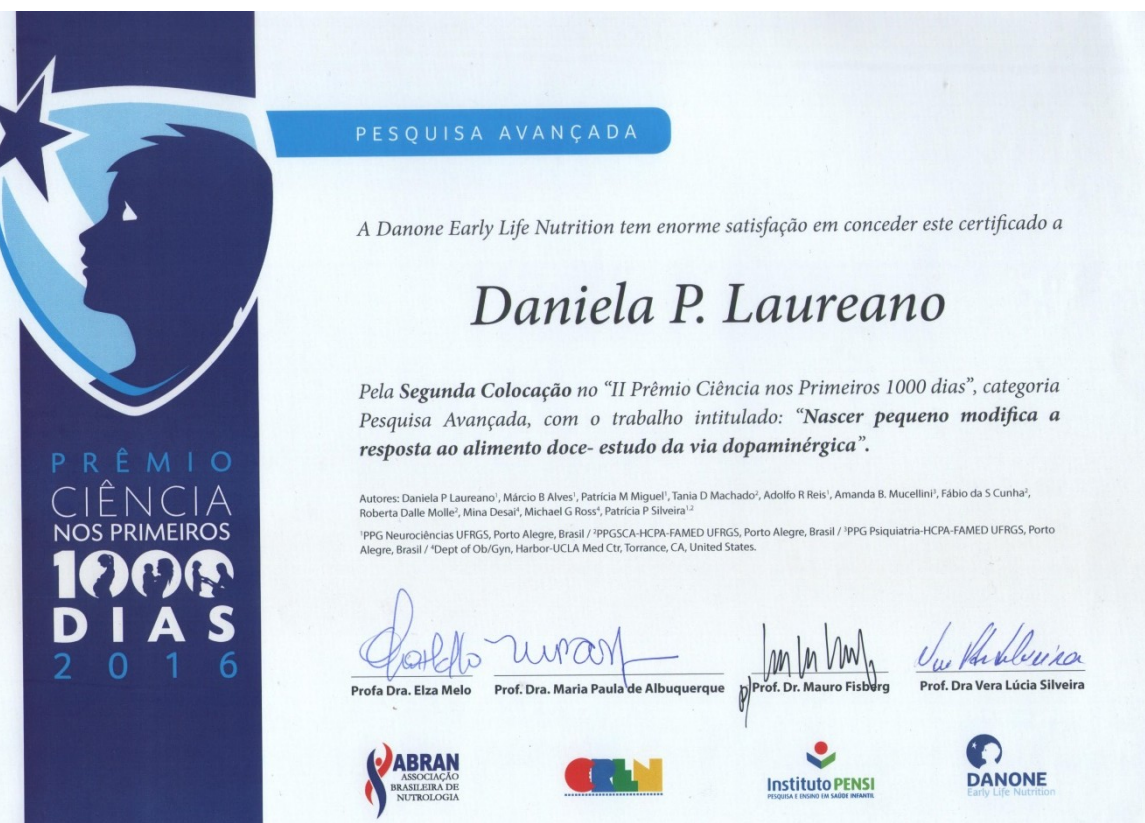 PESQUISA AVANÇADA
A Danone Early Life Nutrition tem enorme satisfação em conceder este certificado a
Daniela P. Laureano
Pela Segunda Colocação no “II Prêmio Ciência nos Primeiros 1000 dias”, categoria
Pesquisa Avançada, com o trabalho intitulado: “Nascer pequeno modifica a
resposta ao alimento doce- estudo da via dopaminérgica”.
Autores: Daniela P Laureano¹, Márcio B Alves¹, Patrícia M Miguel¹, Tania D Machado², Adolfo R Reis¹, Amanda B. Mucellini³, Fábio da S Cunha²,
Roberta Dalle Molle², Mina Desai⁴, Michael G Ross⁴, Patrícia P Silveira¹,²
¹PPG Neurociências UFRGS, Porto Alegre, Brasil / ²PPGSCA-HCPA-FAMED UFRGS, Porto Alegre, Brasil / ³PPG Psiquiatria-HCPA-FAMED UFRGS, Porto
Alegre, Brasil / ⁴Dept of Ob/Gyn, Harbor-UCLA Med Ctr, Torrance, CA, United States.
PRÊMIO
CIÊNCIA
NOS PRIMEIROS
1000
DIAS
2016
Profa Dra. Elza Melo
Prof. Dra. Maria Paula de Albuquerque
p/ Prof. Dr. Mauro Fisberg
Prof. Dra Vera Lúcia Silveira
ABRAN
ASSOCIAÇÃO
BRASILEIRA DE
NUTROLOGIA
CREN
Instituto PENSI
PESQUISA E ENSINO EM SAÚDE INFANTIL
DANONE
Early Life Nutrition